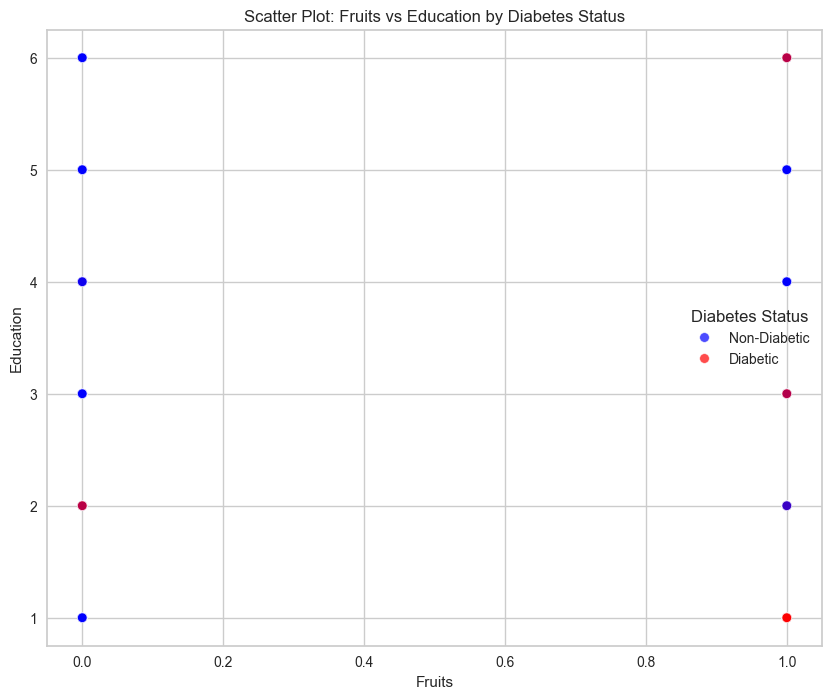 Scatter Plot: Fruits vs Education by Diabetes Status
6
5
4
3
2
1
Education
Diabetes Status
Non-Diabetic
Diabetic
0.0 0.2 0.4 0.6 0.8 1.0
Fruits